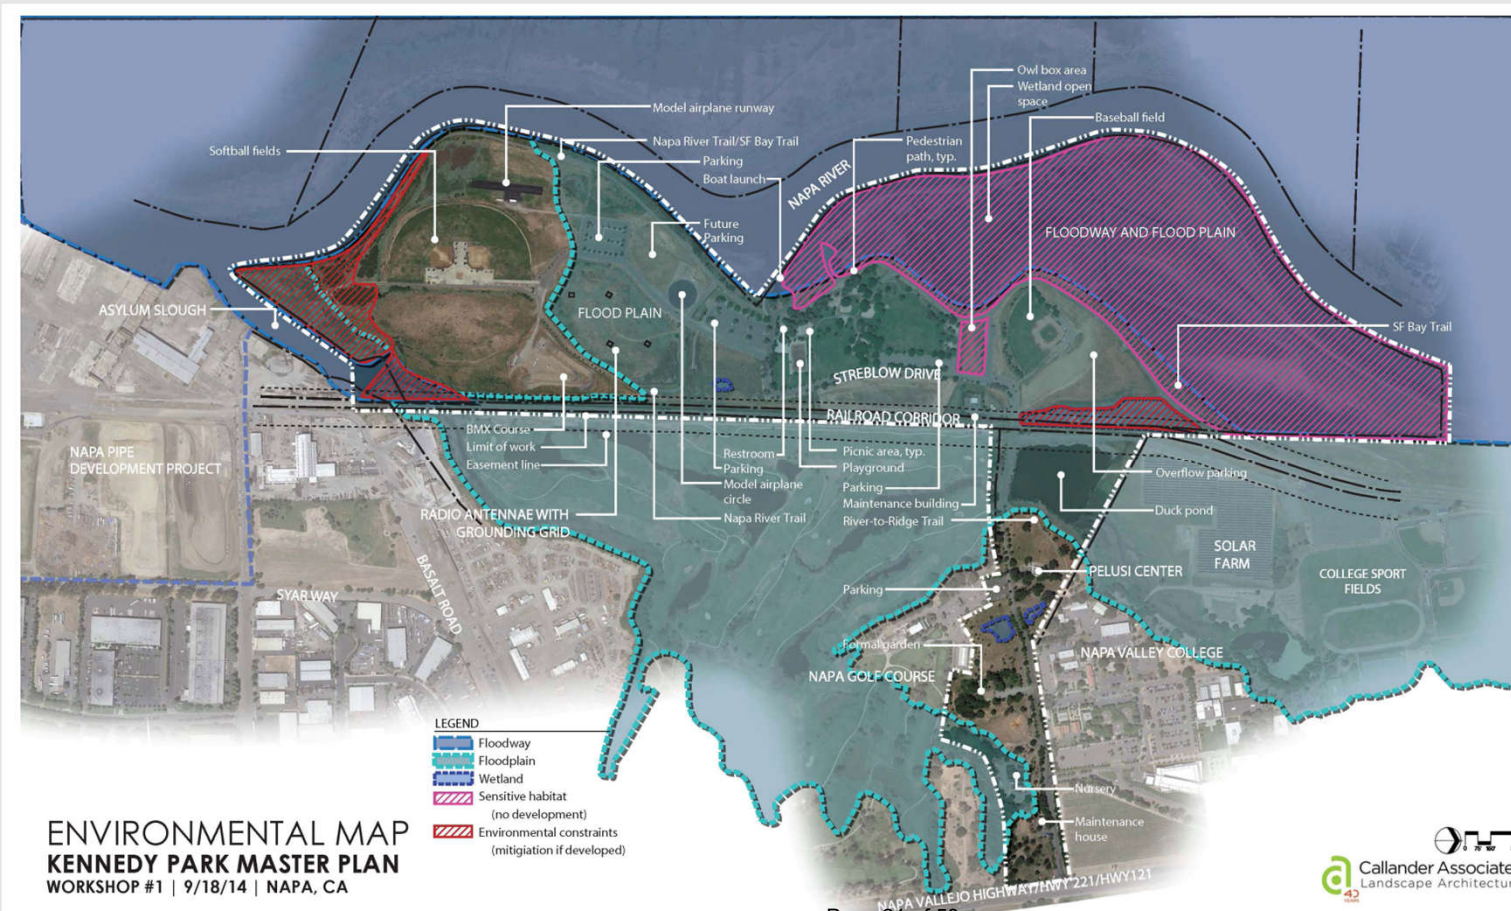 Owl box area
Wetland open
space
Model airplane runway
Baseball field
Napa River Trail/SF Bay Trail
Softball fields
Pedestrian
path, typ.
Parking
Boat launch
NAPA RIVER
Future
Parking
FLOODWAY AND FLOOD PLAIN
ASYLUM SLOUGH
FLOOD PLAIN
SF Bay Trail
STREBLOW DRIVE
RAILROAD CORRIDOR
BMX Course
Limit of work
Easement line
NAPA PIPE
DEVELOPMENT PROJECT
Restroom
Parking
Model airplane
circle
Napa River Trail
Picnic area, typ.
Playground
Parking
Maintenance building
River-to-Ridge Trail
Overflow parking
Duck pond
RADIO ANTENNAE WITH
GROUNDING GRID
SOLAR
FARM
COLLEGE SPORT
FIELDS
BASALT ROAD
SYAR WAY
PELUSI CENTER
Parking
Formal garden
NAPA GOLF COURSE
NAPA VALLEY COLLEGE
LEGEND
Floodway
Floodplain
Wetland
Sensitive habitat
(no development)
Environmental constraints
(mitigiation if developed)
Nursery
Maintenance
house
NAPA VALLEJO HIGHWAY/HWY 221/HWY121
ENVIRONMENTAL MAP
KENNEDY PARK MASTER PLAN
WORKSHOP #1 | 9/18/14 | NAPA, CA
Callander Associate
Landscape Architectur
40
YEARS